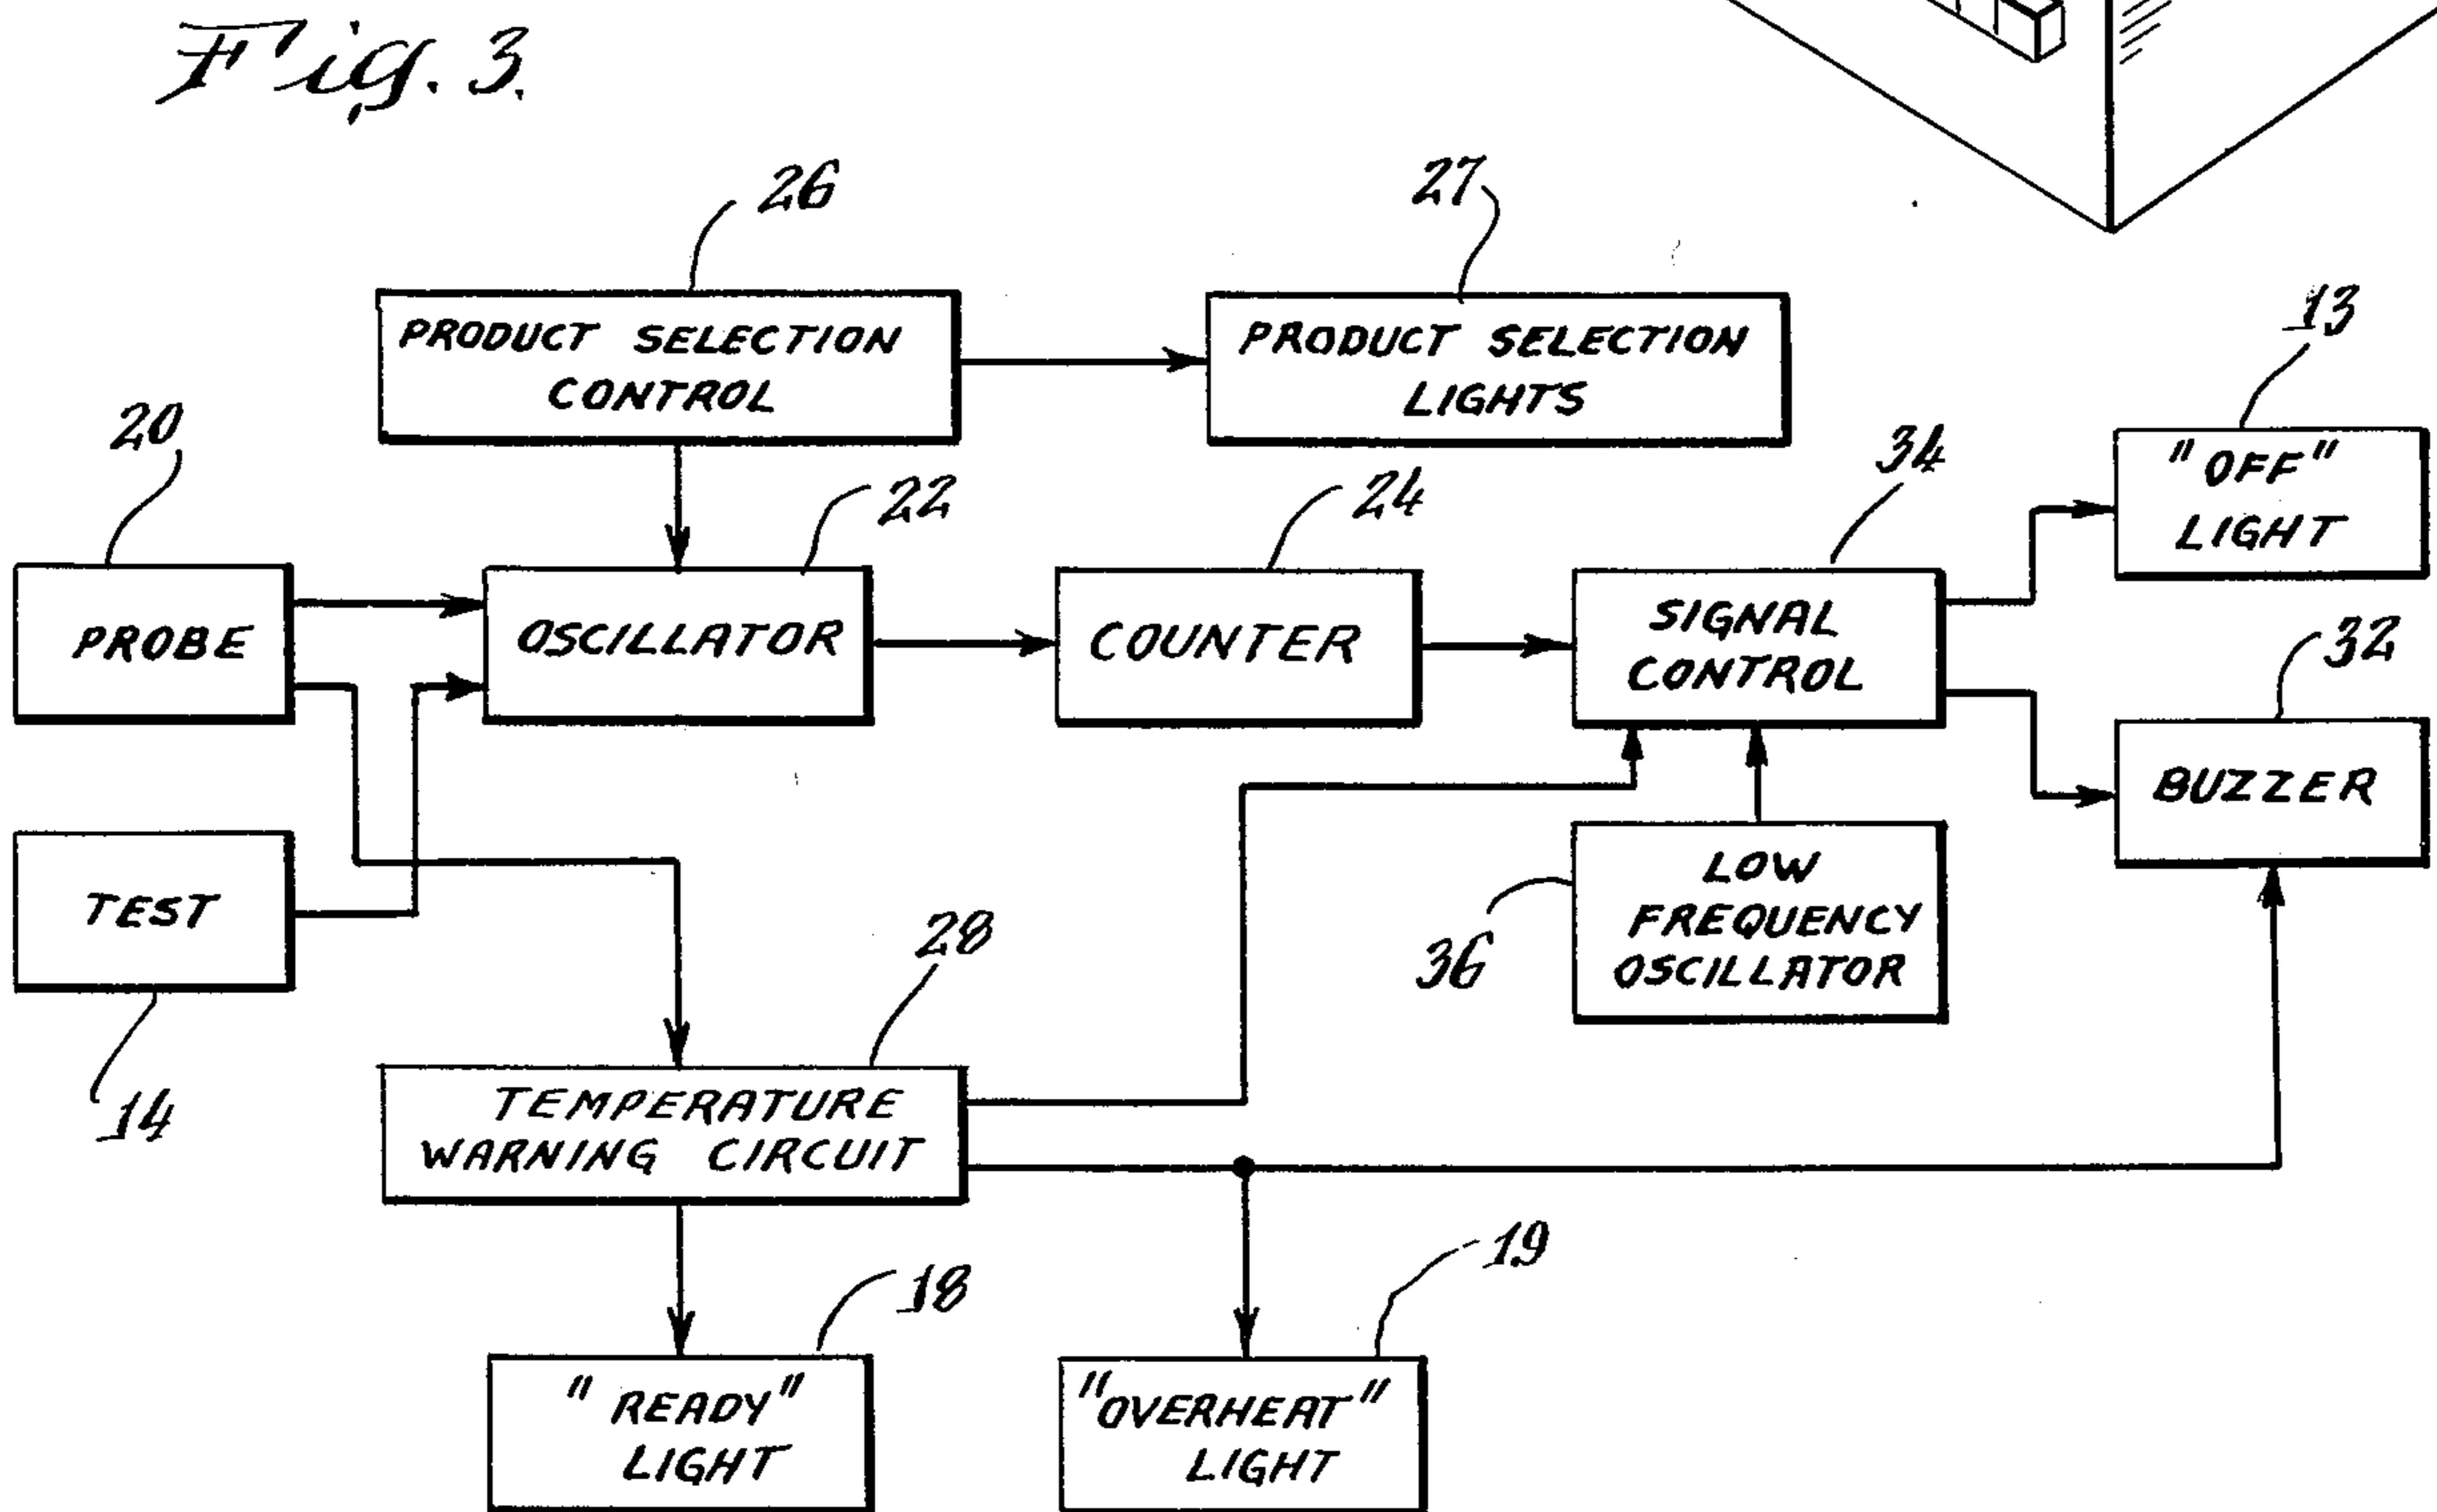 Fig. 3.
26
27
PRODUCT SELECTION
CONTROL
PRODUCT SELECTION
LIGHTS
13
"OFF"
LIGHT
20
22
24
34
PROBE
OSCILLATOR
COUNTER
SIGNAL
CONTROL
32
BUZZER
TEST
14
28
36
LOW
FREQUENCY
OSCILLATOR
TEMPERATURE
WARNING CIRCUIT
18
19
"READY"
LIGHT
"OVERHEAT"
LIGHT